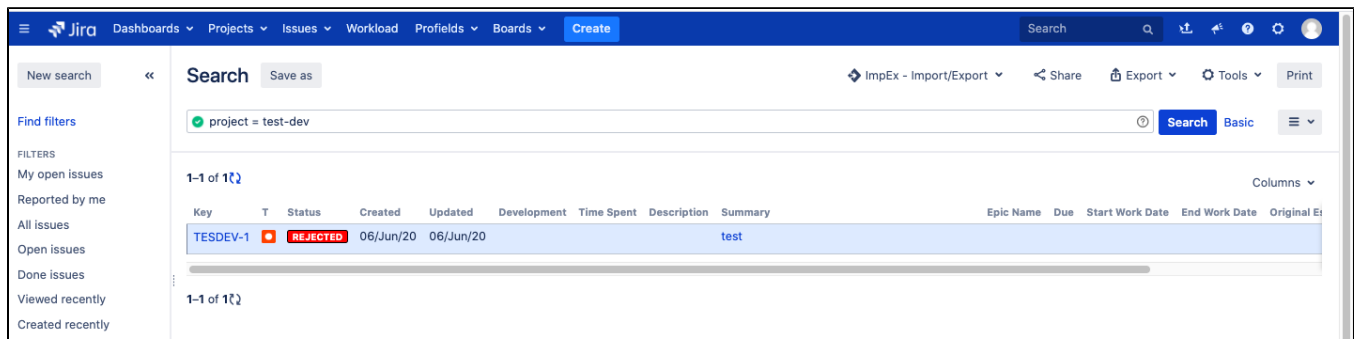 Jira Dashboards Projects Issues Workload Profields Boards Create Search
New search « Search Save as ImpEx - Import/Export Share Export Tools Print
Find filters project = test-dev Search Basic
FILTERS
My open issues 1–1 of 1 Columns
Reported by me
Key T Status Created Updated Development Time Spent Description Summary Epic Name Due Start Work Date End Work Date Original
All issues
TESDEV-1 REJECTED 06/Jun/20 06/Jun/20 test
Open issues
Done issues
Viewed recently 1–1 of 1
Created recently